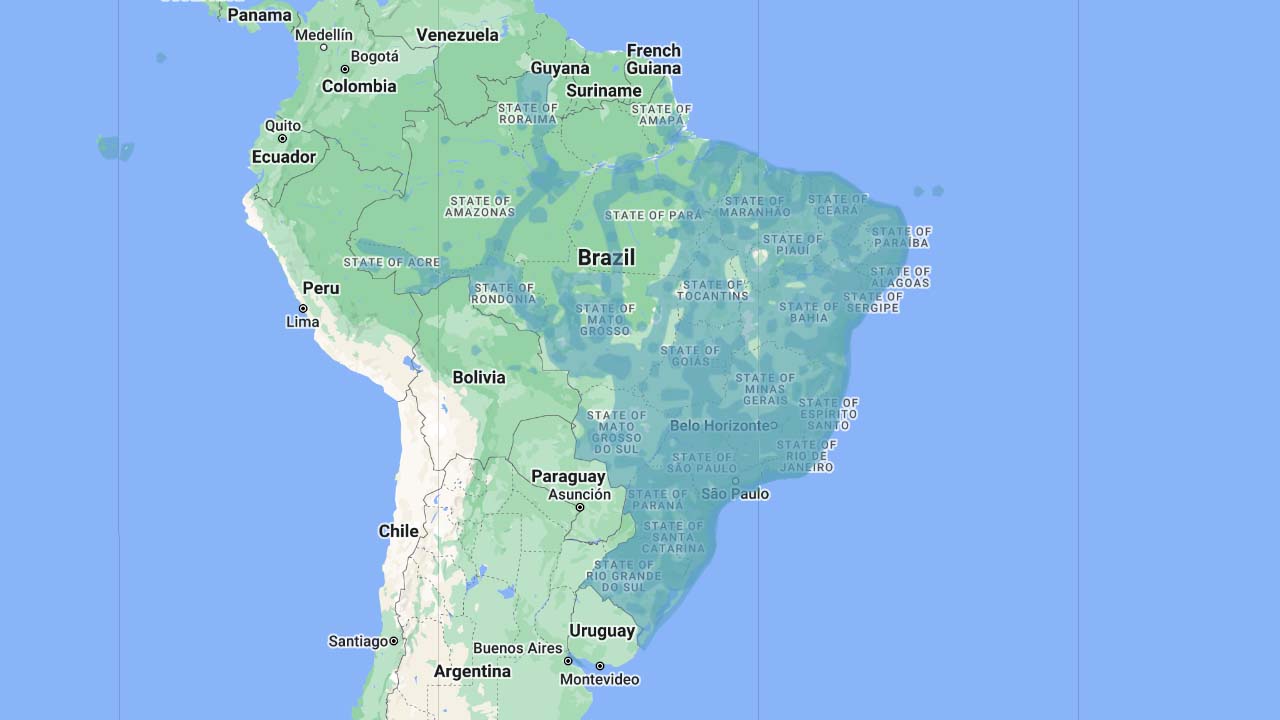 Panama
Medellín
Venezuela
Bogotá
Colombia
French
Guiana
Guyana
Suriname
STATE OF
RORAIMA
STATE OF
AMAPÁ
Quito
Ecuador
STATE OF
AMAZONAS
STATE OF PARÁ
STATE OF
MARANHÃO
STATE OF
CEARÁ
STATE OF
PARAÍBA
STATE OF
PIAUÍ
STATE OF ACRE
Brazil
STATE OF
ALAGOAS
Peru
STATE OF
RONDÔNIA
STATE OF
TOCANTINS
STATE OF
SERGIPE
Lima
STATE OF
MATO
GROSSO
STATE OF
BAHIA
STATE OF
GOIÁS
Bolivia
STATE OF
MINAS
GERAIS
STATE OF
ESPÍRITO
SANTO
STATE OF
MATO
GROSSO
DO SUL
Belo Horizonte
STATE OF
RIO DE
JANEIRO
STATE OF
SÃO PAULO
Paraguay
Asunción
STATE OF
PARANÁ
São Paulo
Chile
STATE OF
SANTA
CATARINA
STATE OF
RIO GRANDE
DO SUL
Uruguay
Santiago
Buenos Aires
Argentina
Montevideo